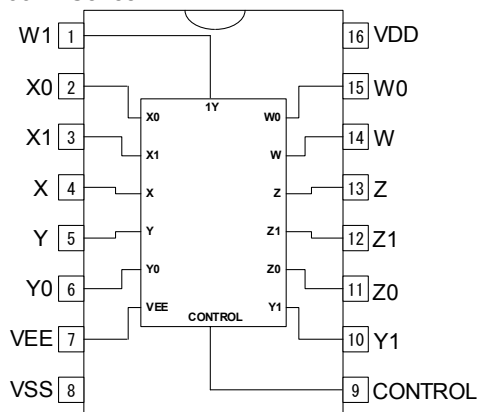 W1 1 16 VDD
X0 2 15 W0
X1 3 14 W
X 4 13 Z
Y 5 12 Z1
Y0 6 11 Z0
VEE 7 10 Y1
VSS 8 9 CONTROL
1Y
X0 W0
X1 W
X Z
Y Z1
Y0 Z0
VEE Y1
CONTROL